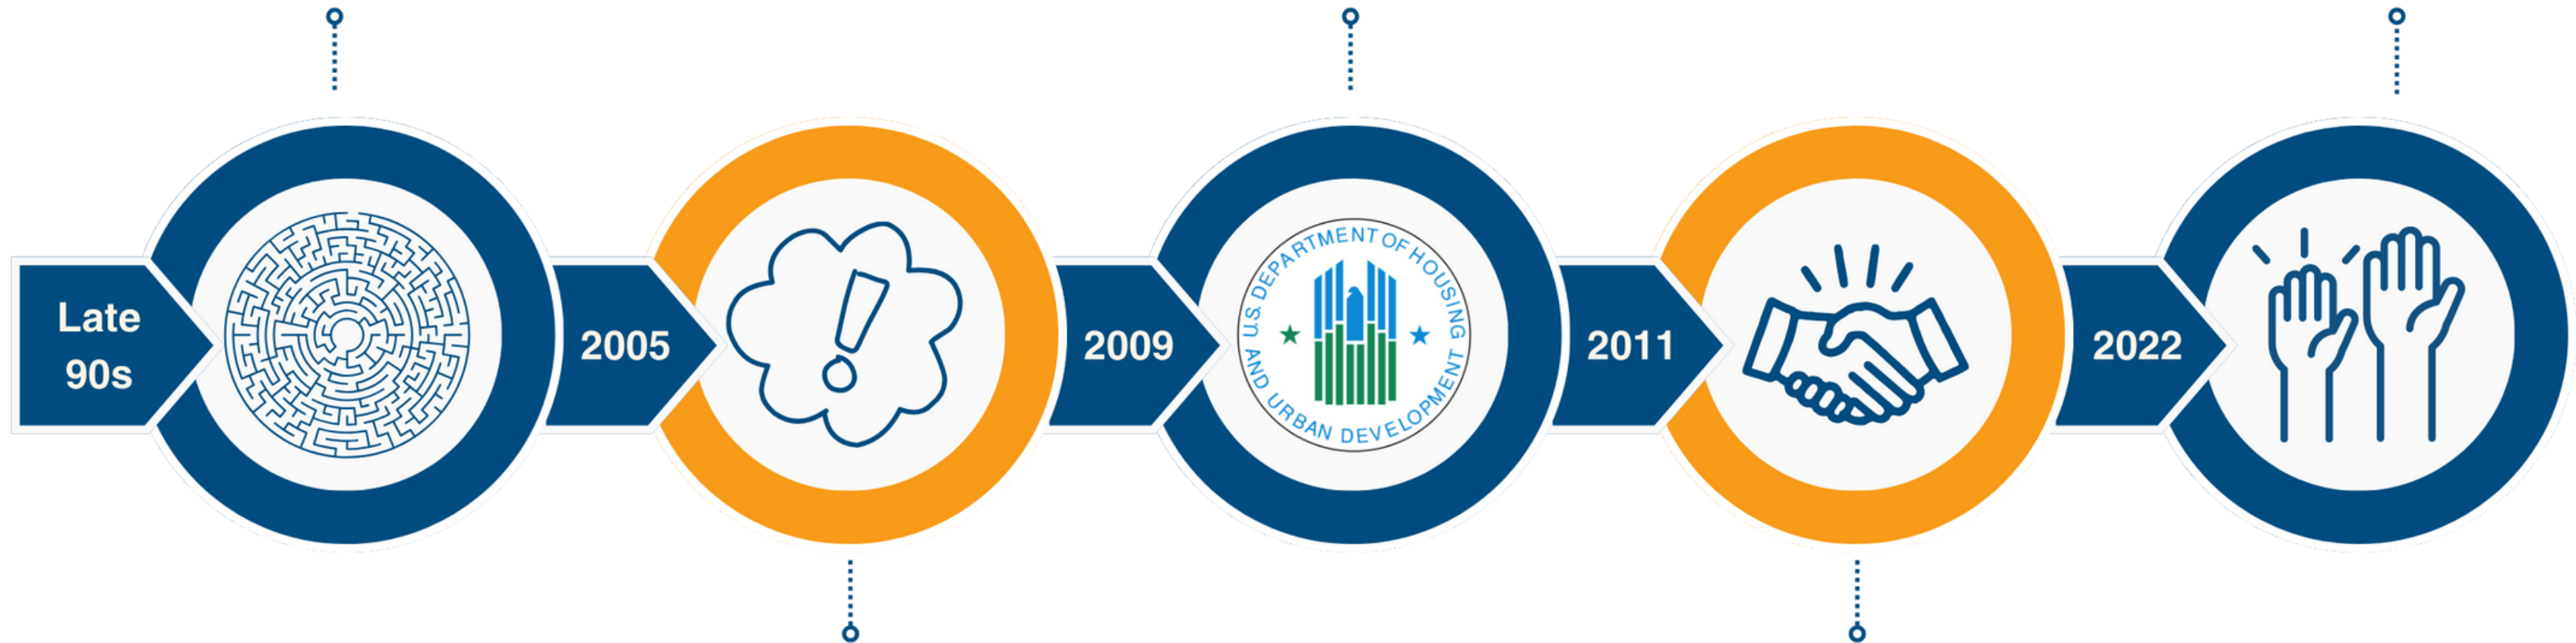 Late
90s
2005
2009
U.S. DEPARTMENT OF HOUSING
AND URBAN DEVELOPMENT
2011
2022